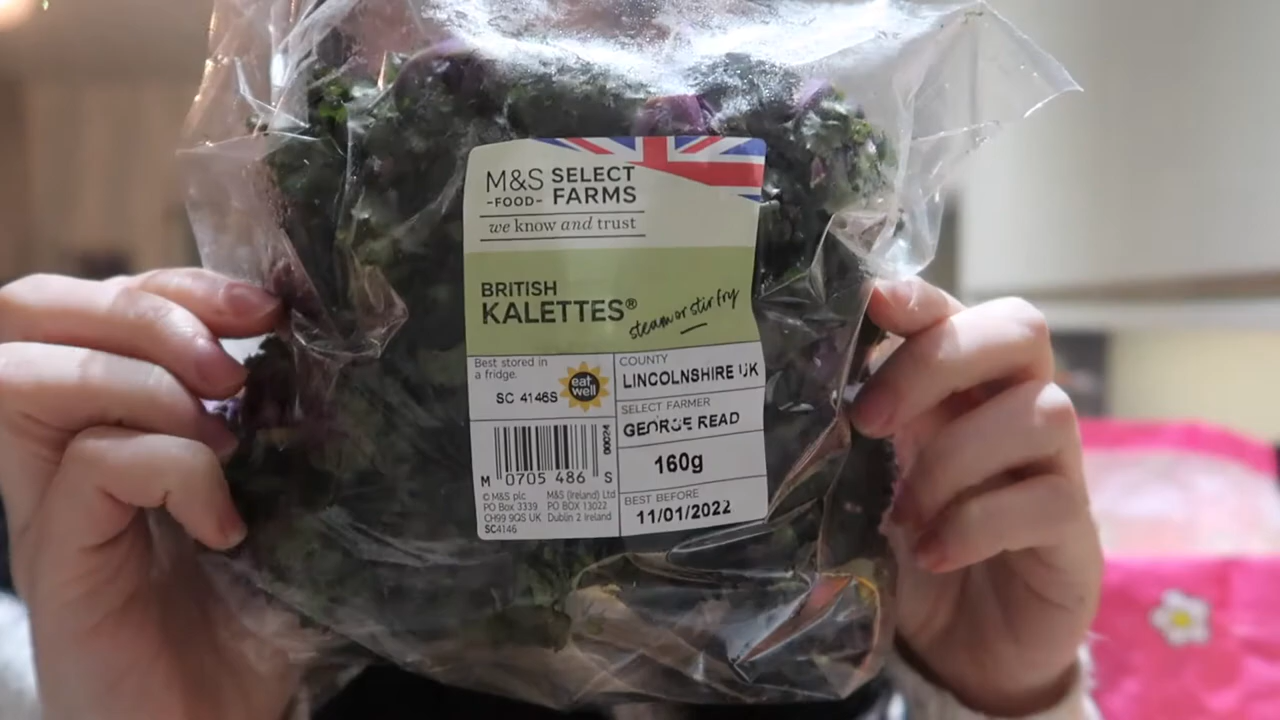 M&S SELECT
-FOOD- FARMS
we know and trust
BRITISH
KALETTES®
steam or stir fry
Best stored in
a fridge.
SC 4146S
eat
well
COUNTY
LINCOLNSHIRE UK
SELECT FARMER
GEORGE READ
160g
BEST BEFORE
11/01/2022
00024
M 0705 486 S
© M&S plc
PO Box 3339
CH99 9QS UK
SC4146
M&S (Ireland) Ltd
PO BOX 13022
Dublin 2 Ireland